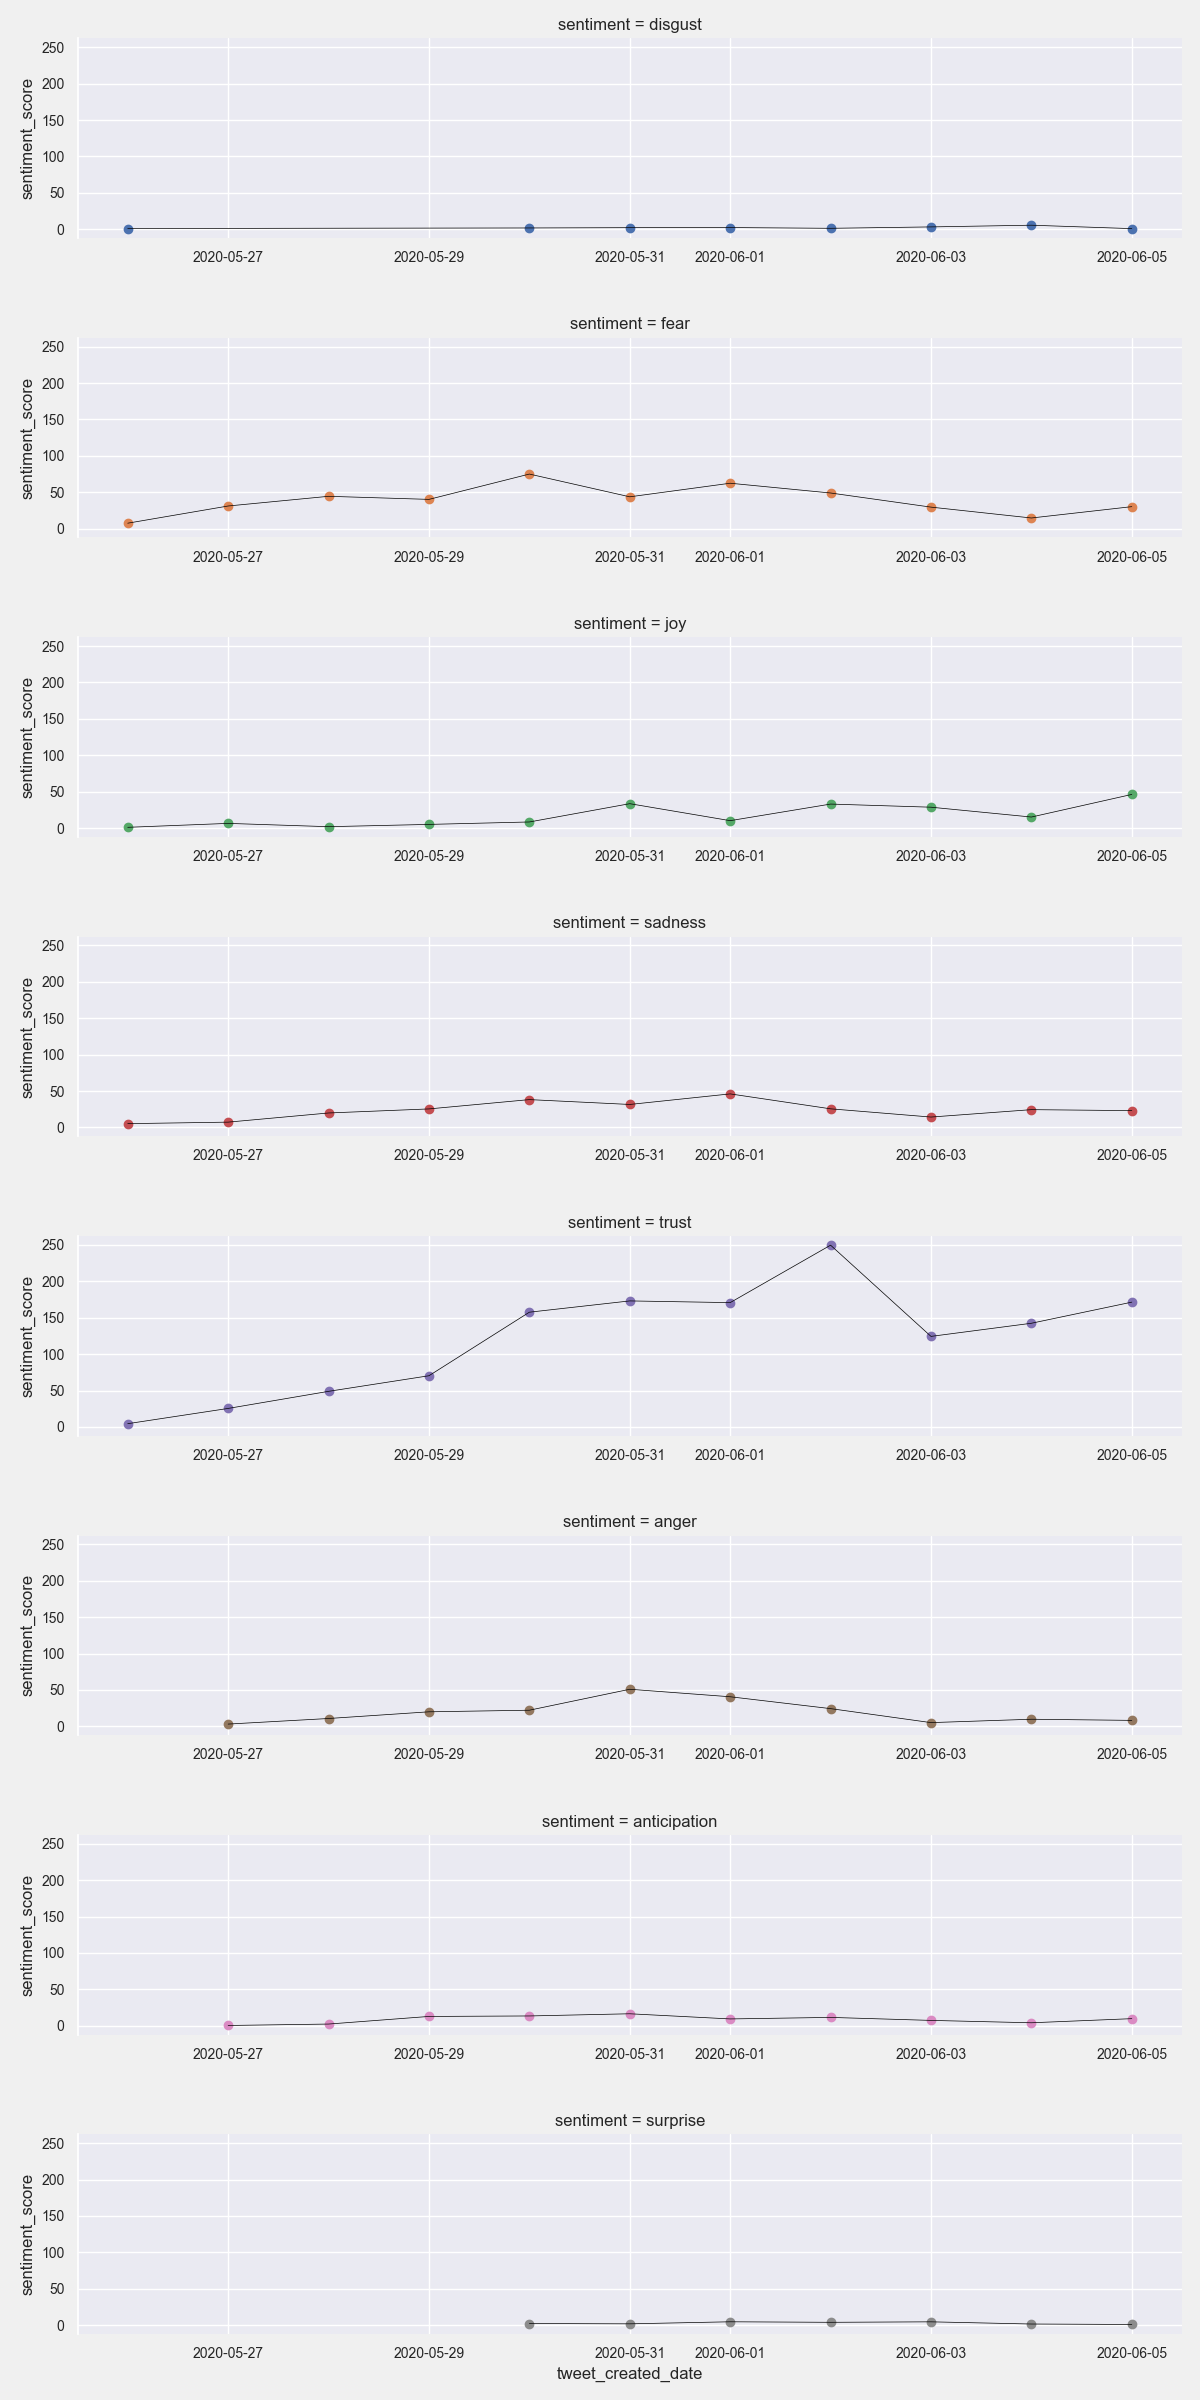 sentiment = disgust
250
200
150
100
50
0
sentiment_score
2020-05-27 2020-05-29 2020-05-31 2020-06-01 2020-06-03 2020-06-05
sentiment = fear
250
200
150
100
50
0
sentiment_score
2020-05-27 2020-05-29 2020-05-31 2020-06-01 2020-06-03 2020-06-05
sentiment = joy
250
200
150
100
50
0
sentiment_score
2020-05-27 2020-05-29 2020-05-31 2020-06-01 2020-06-03 2020-06-05
sentiment = sadness
250
200
150
100
50
0
sentiment_score
2020-05-27 2020-05-29 2020-05-31 2020-06-01 2020-06-03 2020-06-05
sentiment = trust
250
200
150
100
50
0
sentiment_score
2020-05-27 2020-05-29 2020-05-31 2020-06-01 2020-06-03 2020-06-05
sentiment = anger
250
200
150
100
50
0
sentiment_score
2020-05-27 2020-05-29 2020-05-31 2020-06-01 2020-06-03 2020-06-05
sentiment = anticipation
250
200
150
100
50
0
sentiment_score
2020-05-27 2020-05-29 2020-05-31 2020-06-01 2020-06-03 2020-06-05
sentiment = surprise
250
200
150
100
50
0
sentiment_score
2020-05-27 2020-05-29 2020-05-31 2020-06-01 2020-06-03 2020-06-05
tweet_created_date